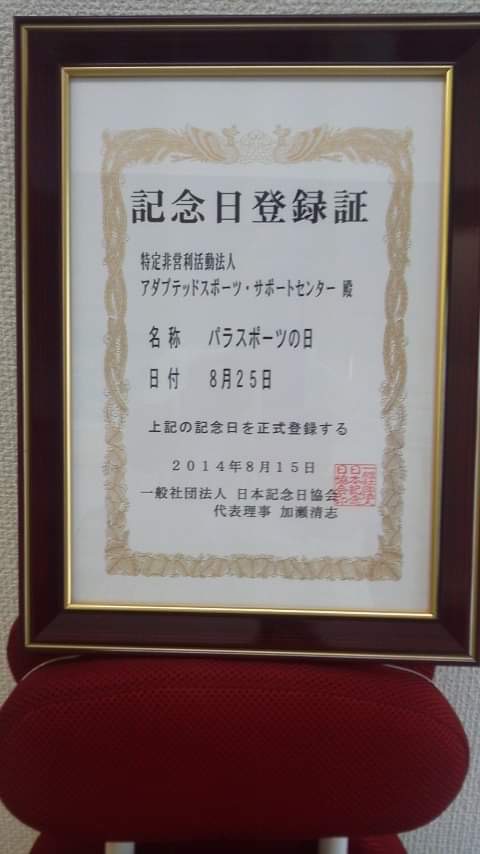 記念日登録証
特定非営利活動法人
アダプテッドスポーツ・サポートセンター 殿
名称 パラスポーツの日
日付 8月25日
上記の記念日を正式登録する
2014年8月15日
一般社団法人 日本記念日協会
代表理事 加瀬清志